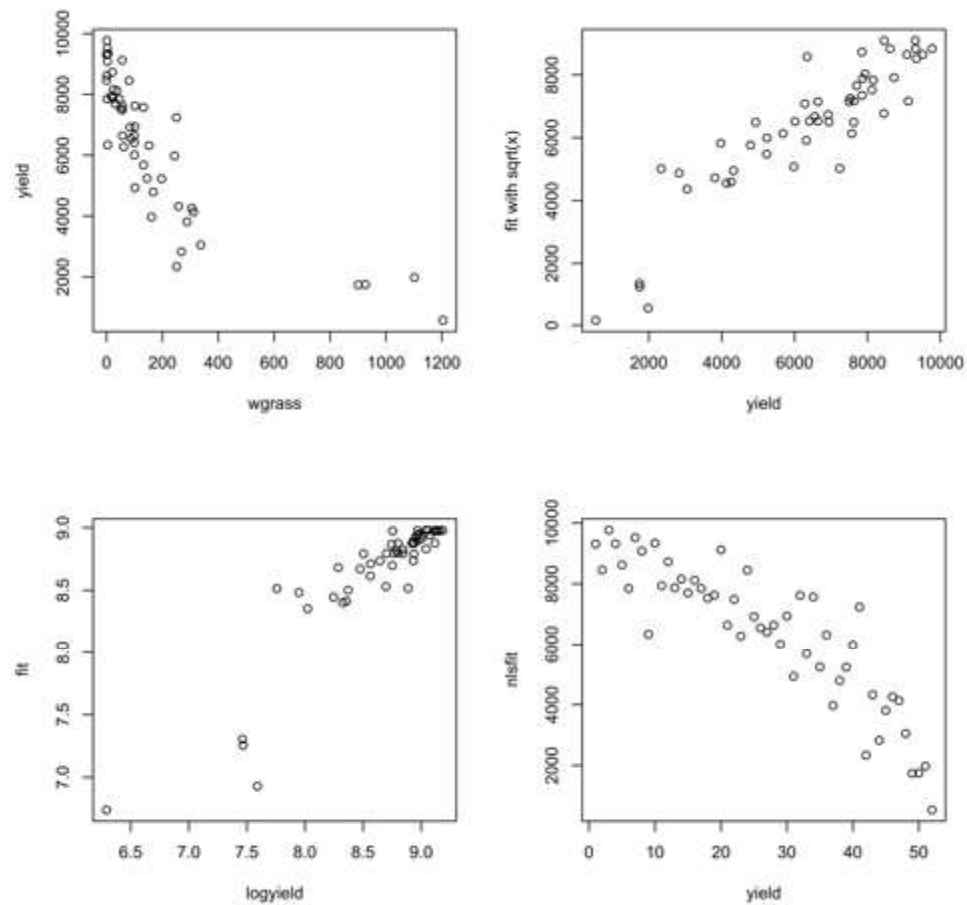 yield
2000 4000 6000 8000 10000
0 200 400 600 800 1000 1200
wgrass
fit with sqrt(x)
0 2000 4000 6000 8000
2000 4000 6000 8000 10000
yield
fit
7.0 7.5 8.0 8.5 9.0
6.5 7.0 7.5 8.0 8.5 9.0
logyield
nlsfit
2000 4000 6000 8000 10000
0 10 20 30 40 50
yield